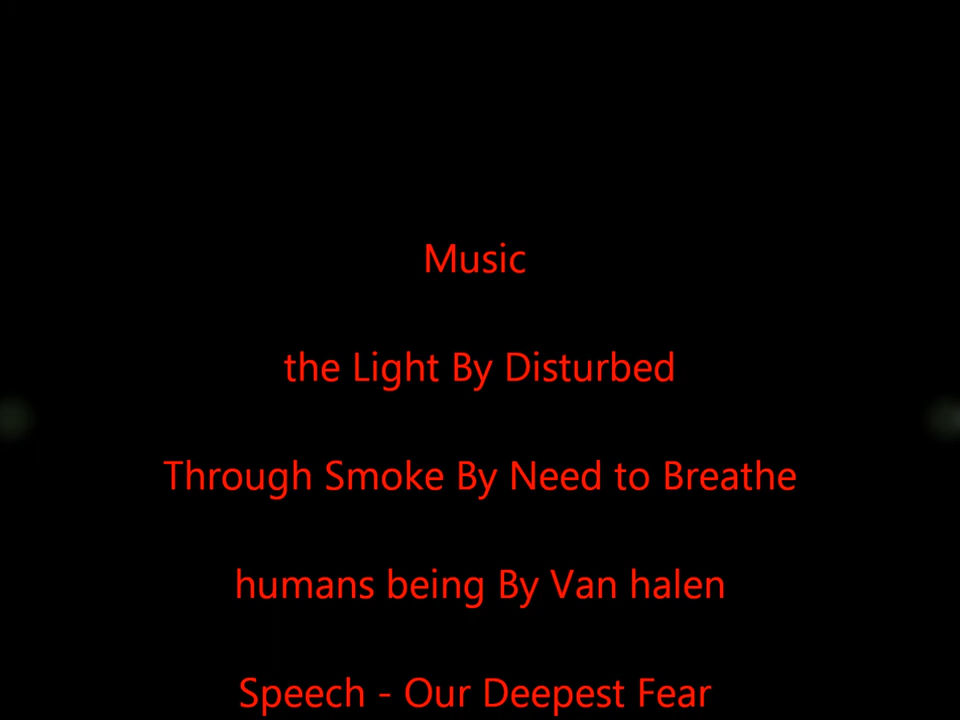 Music
the Light By Disturbed
Through Smoke By Need to Breathe
humans being By Van halen
Speech - Our Deepest Fear